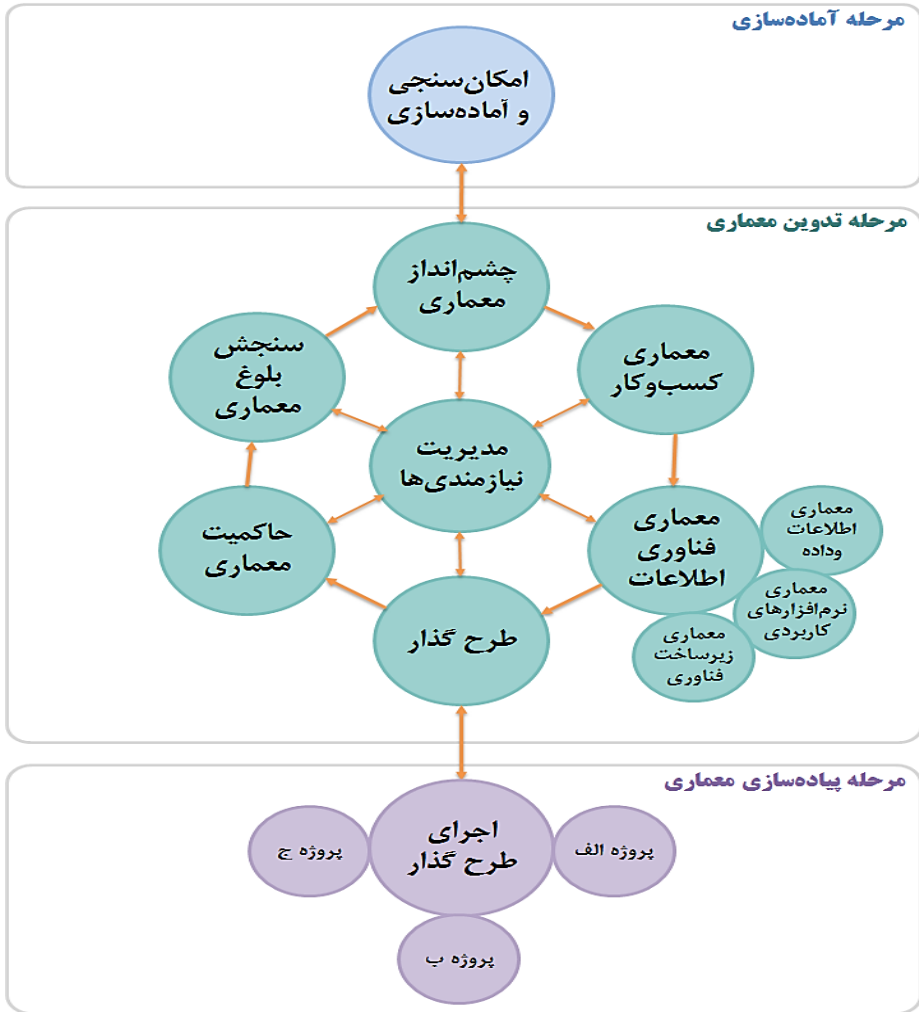 مرحله آماده‌سازی
امکان‌سنجی
و آماده‌سازی
مرحله تدوین معماری
چشم‌انداز
معماری
معماری
کسب‌وکار
سنجش
بلوغ
معماری
مدیریت
نیازمندی‌ها
معماری
فناوری
اطلاعات
معماری
اطلاعات
وداده
معماری
نرم‌افزارهای
کاربردی
معماری
زیرساخت
فناوری
حاکمیت
معماری
طرح گذار
مرحله پیاده‌سازی معماری
اجرای
طرح گذار
پروژه الف
پروژه ب
پروژه ج